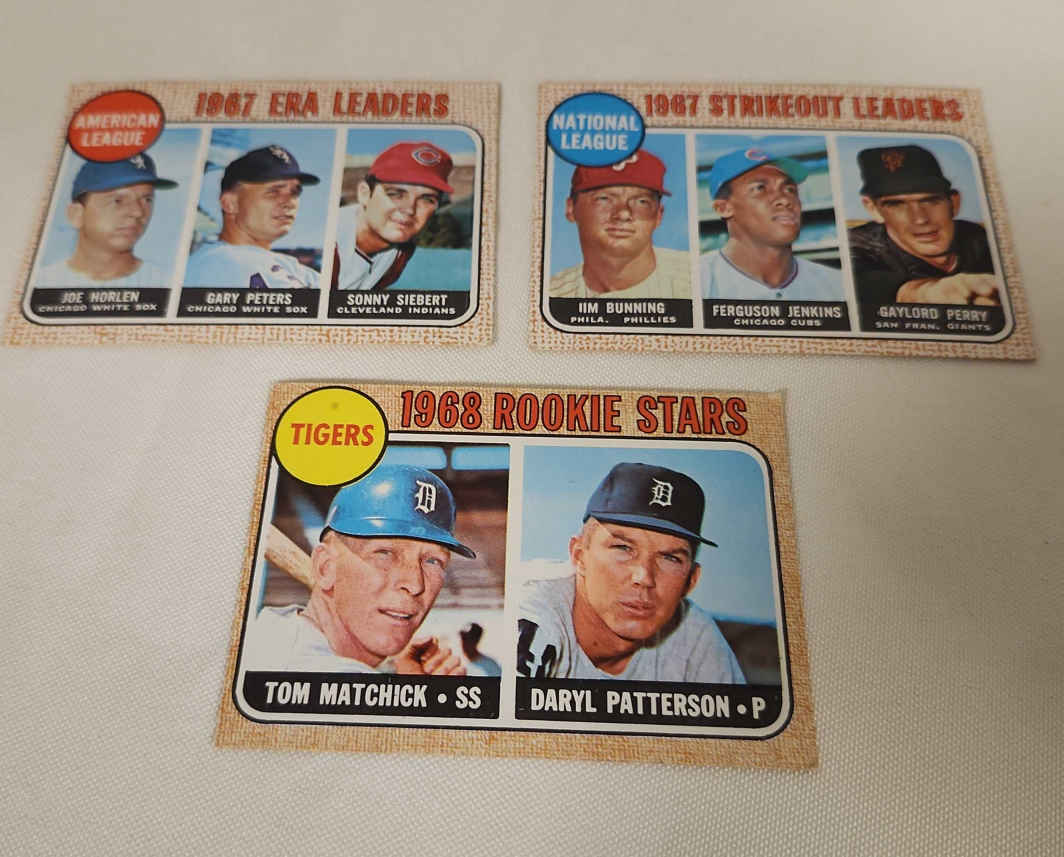 AMERICAN
LEAGUE
1967 ERA LEADERS
JOE HORLEN
CHICAGO WHITE SOX
GARY PETERS
CHICAGO WHITE SOX
SONNY SIEBERT
CLEVELAND INDIANS
NATIONAL
LEAGUE
1967 STRIKEOUT LEADERS
JIM BUNNING
PHILA. PHILLIES
FERGUSON JENKINS
CHICAGO CUBS
GAYLORD PERRY
SAN FRAN. GIANTS
TIGERS
1968 ROOKIE STARS
D
D
TOM MATCHICK • SS
DARYL PATTERSON • P